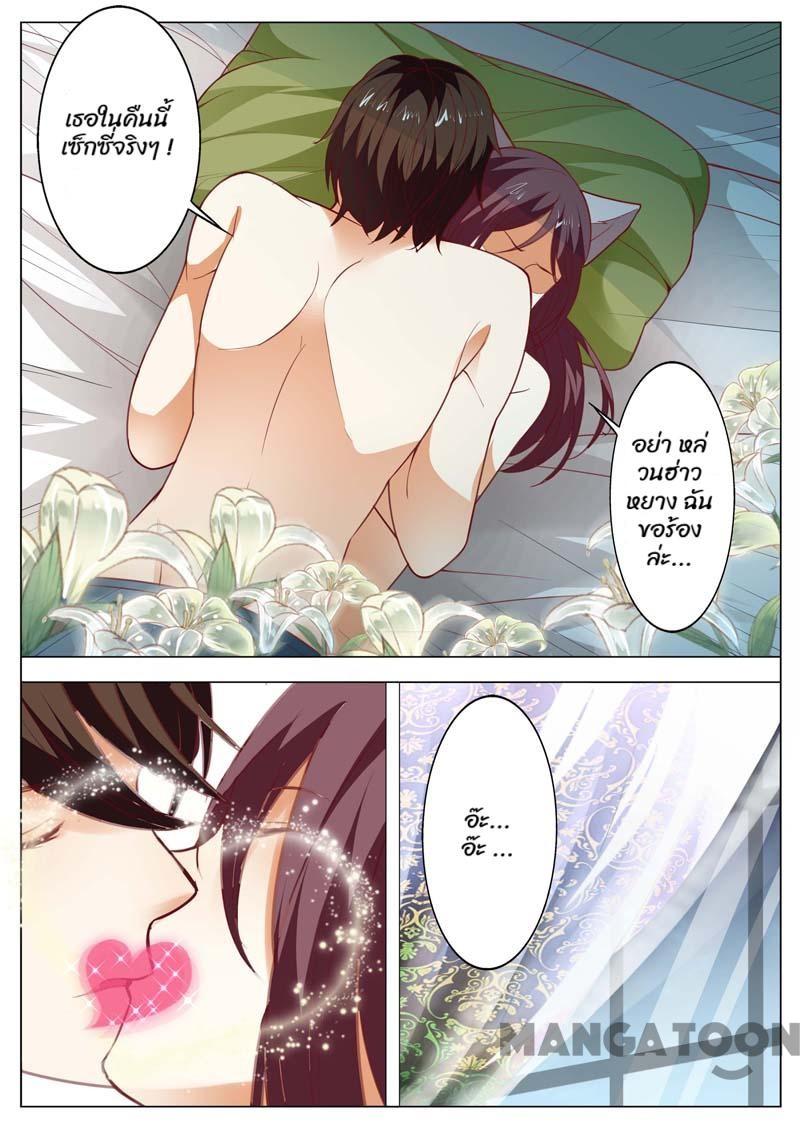 เธอในคืนนี้
เซ็กซี่จริงๆ !
อย่า หล่
วนฮ่าว
หยาง ฉัน
ขอร้อง
ล่ะ...
อ๊ะ...
อ๊ะ ...
MANGATOON